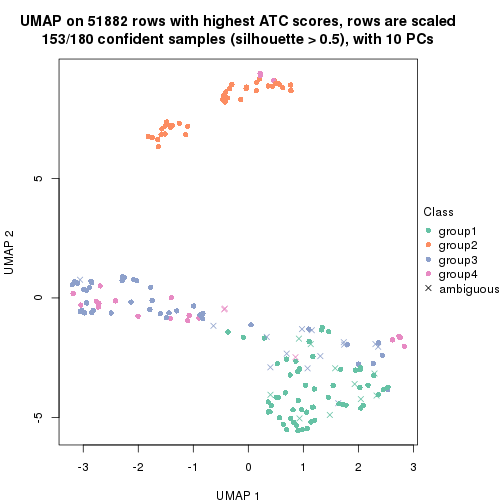 UMAP on 51882 rows with highest ATC scores, rows are scaled
153/180 confident samples (silhouette > 0.5), with 10 PCs
UMAP 2
5
0
-5
-3
-2
-1
0
1
2
3
UMAP 1
Class
group1
group2
group3
group4
ambiguous